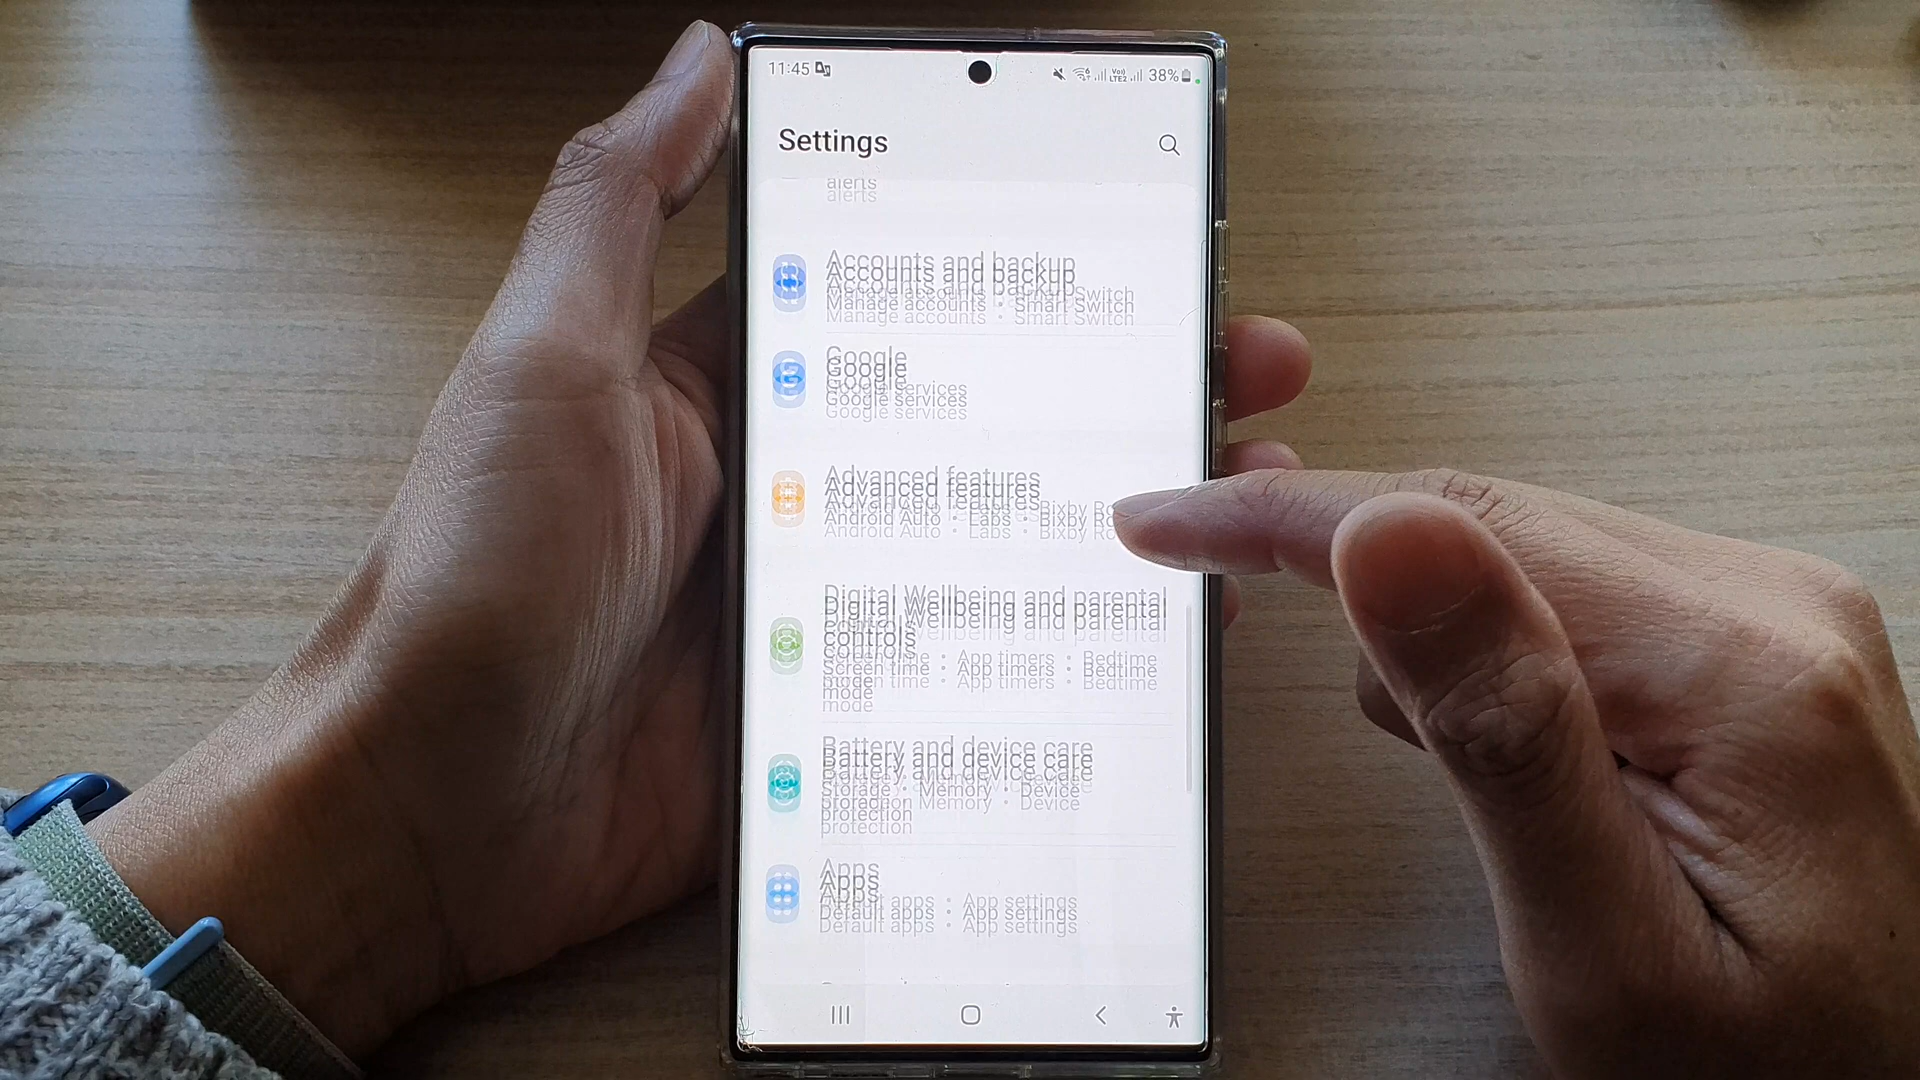 11:45
Vo)) LTE2 38%
Settings
alerts
Accounts and backup
Manage accounts • Smart Switch
Google
Google services
Advanced features
Android Auto • Labs • Bixby Ro
Digital Wellbeing and parental
controls
Screen time • App timers • Bedtime
mode
Battery and device care
Storage • Memory • Device
protection
Apps
Default apps • App settings